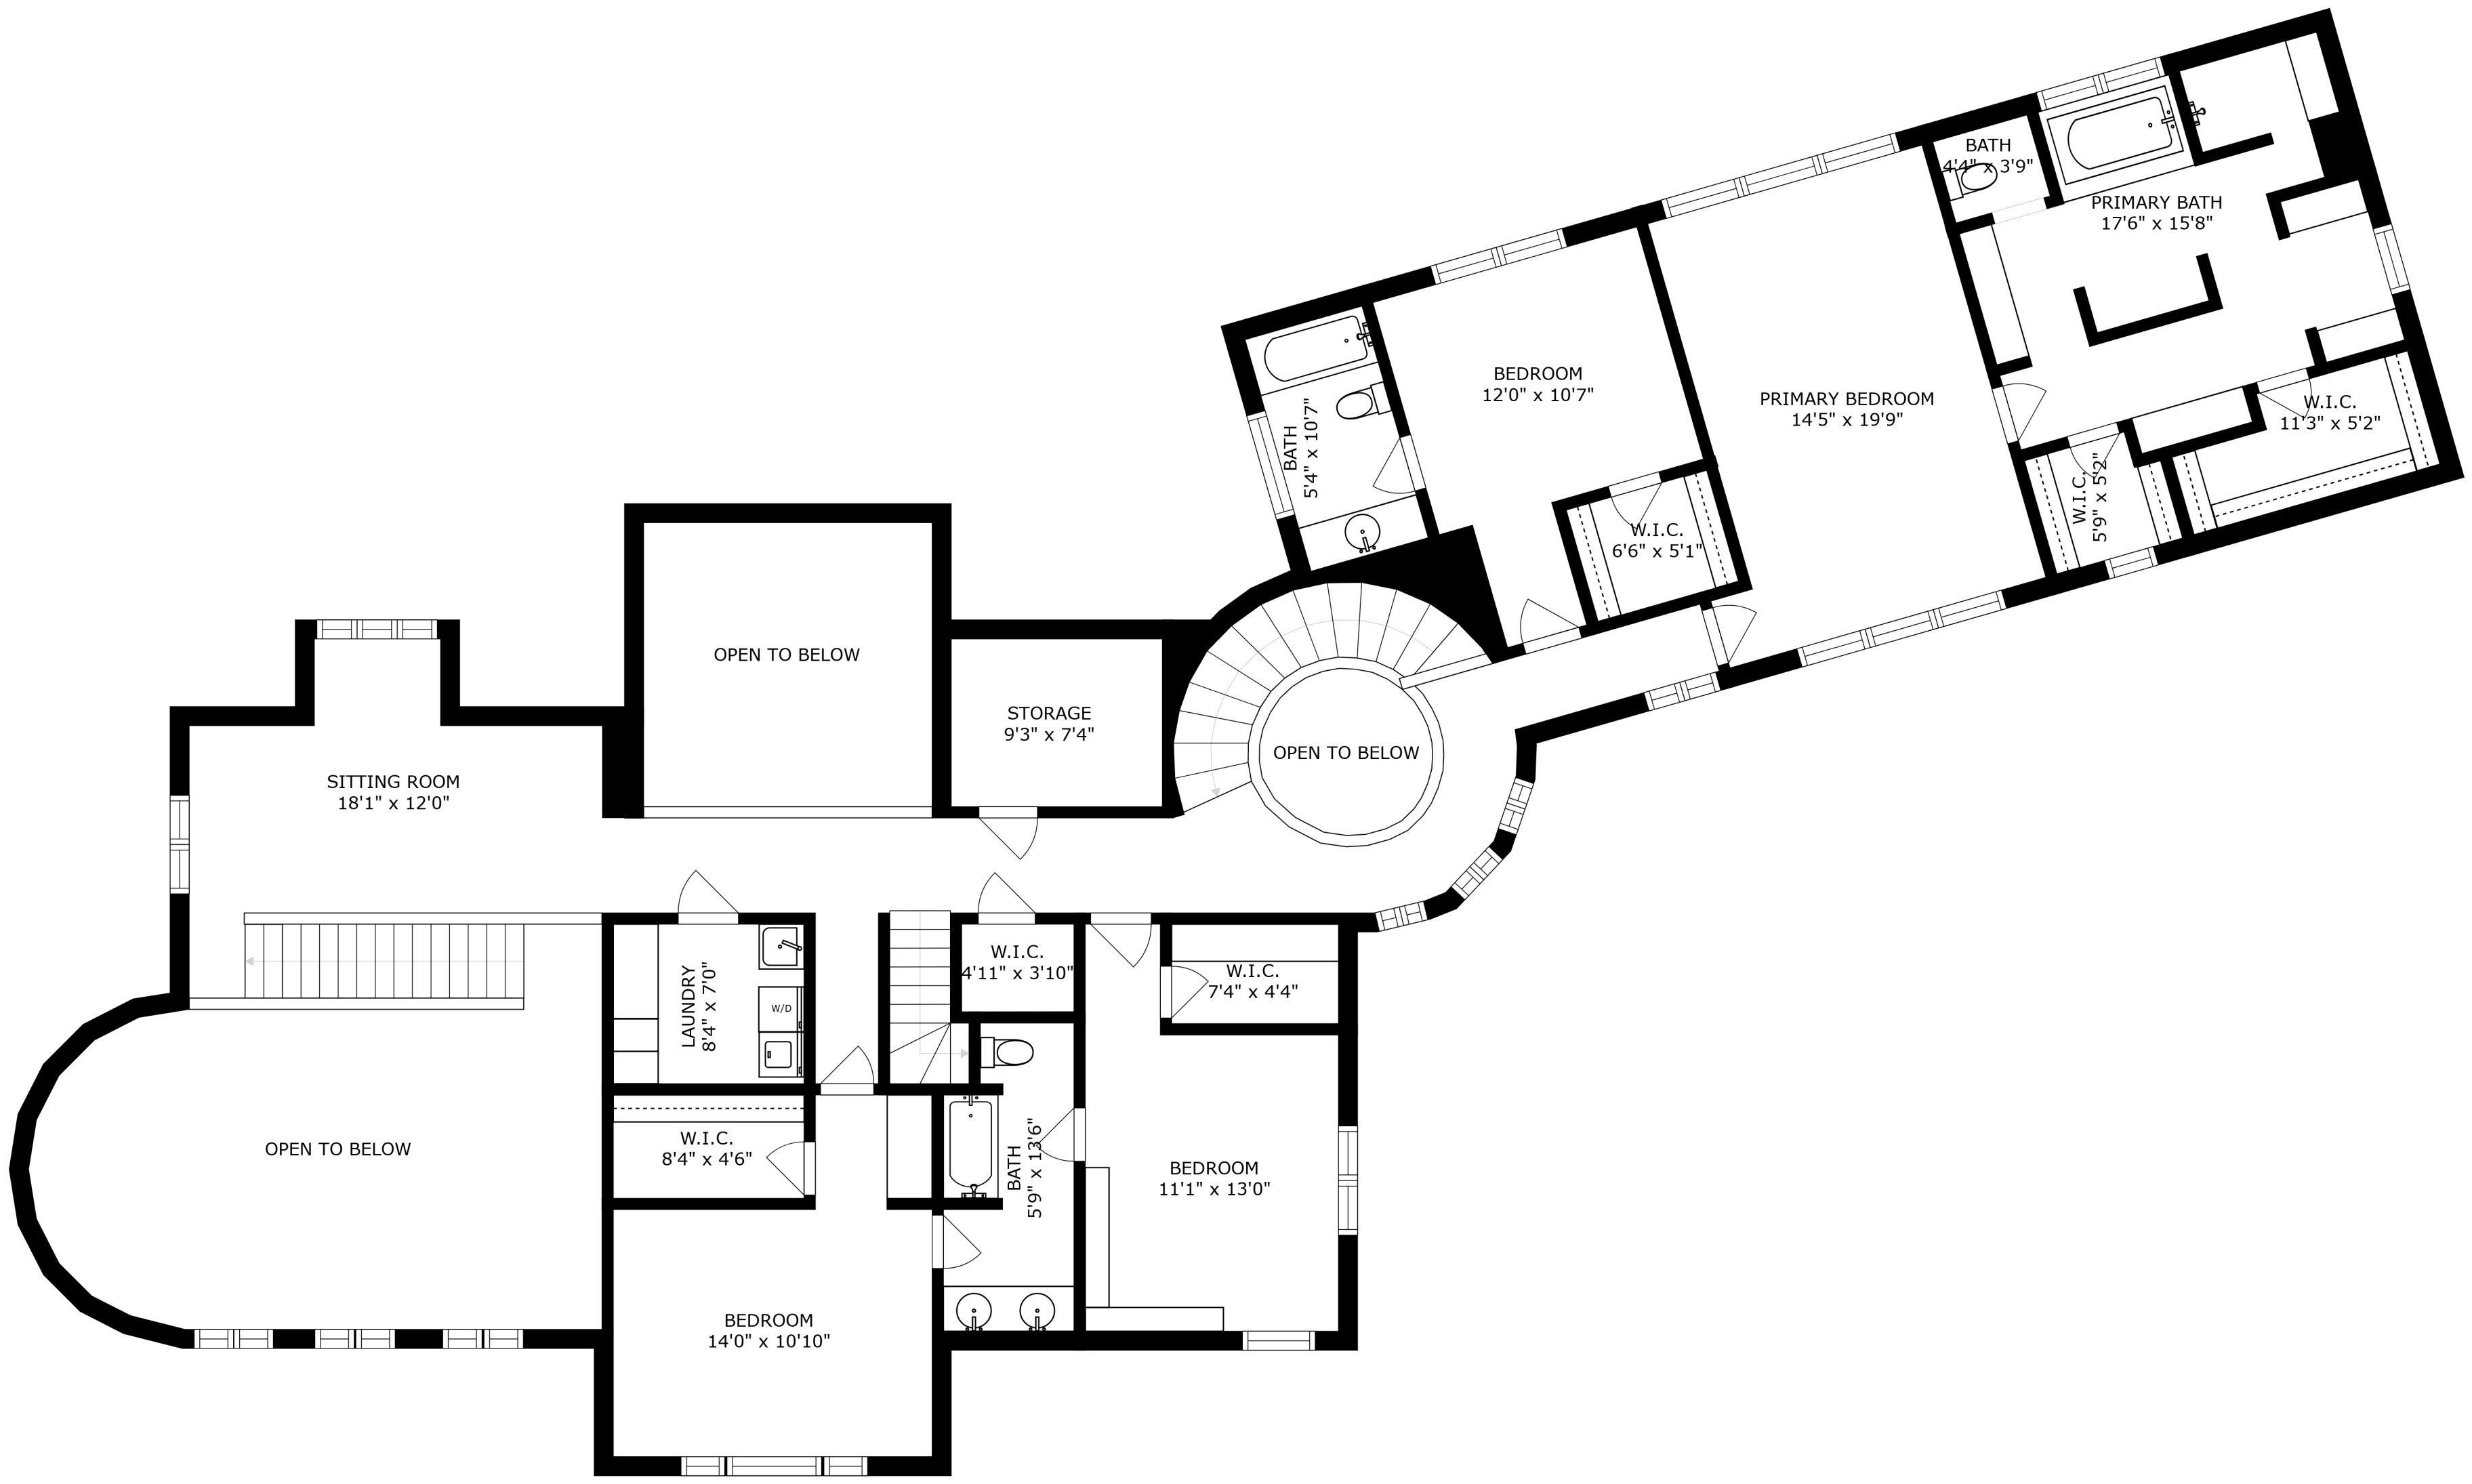 BATH
4'4" x 3'9"
PRIMARY BATH
17'6" x 15'8"
BEDROOM
12'0" x 10'7"
PRIMARY BEDROOM
14'5" x 19'9"
W.I.C.
11'3" x 5'2"
BATH
5'4" x 10'7"
W.I.C.
5'9" x 5'2"
W.I.C.
6'6" x 5'1"
OPEN TO BELOW
STORAGE
9'3" x 7'4"
OPEN TO BELOW
SITTING ROOM
18'1" x 12'0"
W.I.C.
4'11" x 3'10"
W.I.C.
7'4" x 4'4"
LAUNDRY
8'4" x 7'0"
W/D
W.I.C.
8'4" x 4'6"
OPEN TO BELOW
BATH
5'9" x 13'6"
BEDROOM
11'1" x 13'0"
BEDROOM
14'0" x 10'10"